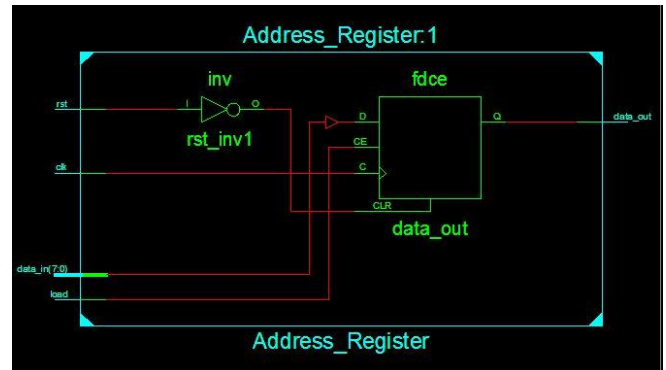 Address_Register:1
inv
fdce
rst
I
O
D
Q
data_out
rst_inv1
CE
clk
C
CLR
data_out
data_in(7:0)
load
Address_Register